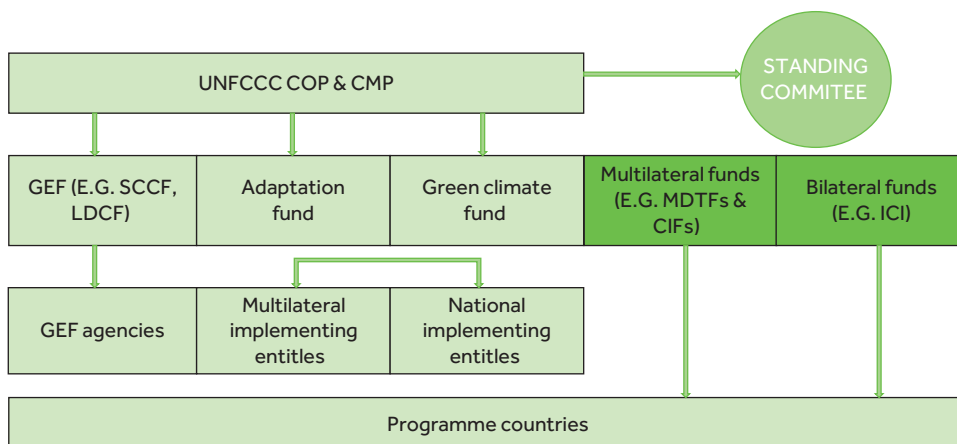 UNFCCC COP & CMP
STANDING
COMMITEE
GEF (E.G. SCCF,
LDCF)
Adaptation
fund
Green climate
fund
Multilateral funds
(E.G. MDTFs &
CIFs)
Bilateral funds
(E.G. ICI)
GEF agencies
Multilateral
implementing
entitles
National
implementing
entitles
Programme countries